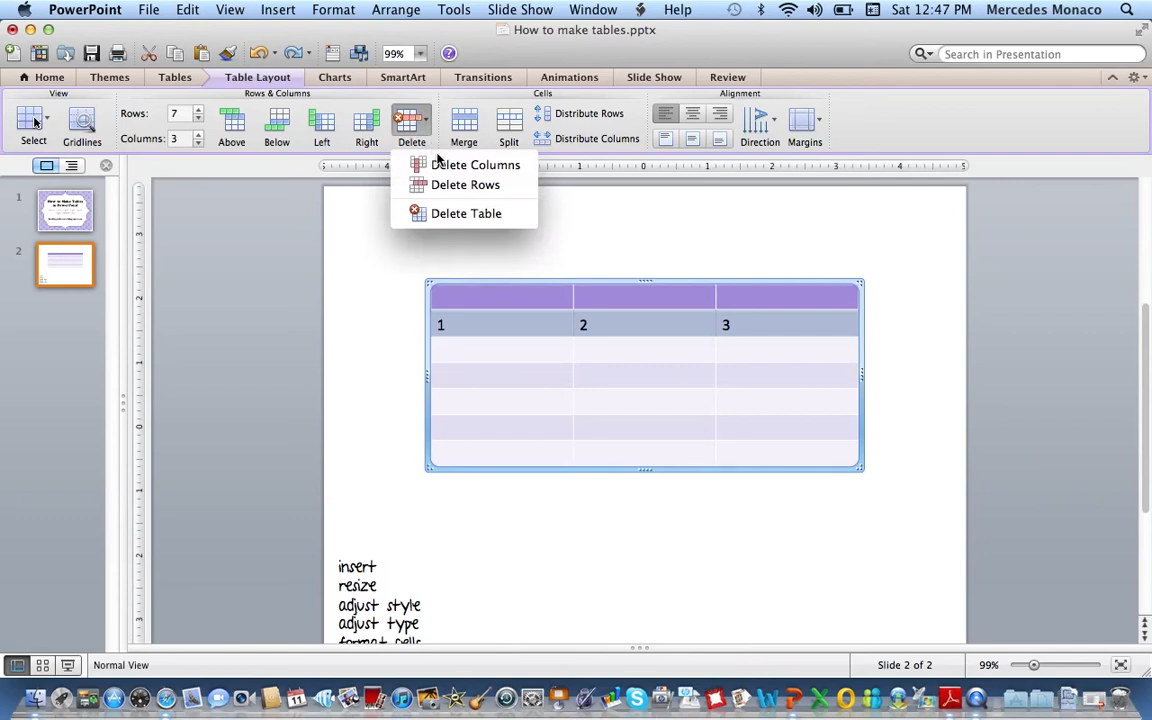 PowerPoint File Edit View Insert Format Arrange Tools Slide Show Window Help Sat 12:47 PM Mercedes Monaco
How to make tables.pptx
99% Search in Presentation
Home Themes Tables Table Layout Charts SmartArt Transitions Animations Slide Show Review
View Rows & Columns Cells Alignment
Rows: 7 Distribute Rows
Columns: 3 Distribute Columns
Select Gridlines Above Below Left Right Delete Merge Split Direction Margins
Delete Columns
Delete Rows
Delete Table
1
2
1 2 3
insert
resize
adjust style
adjust type
format cells
Normal View Slide 2 of 2 99%